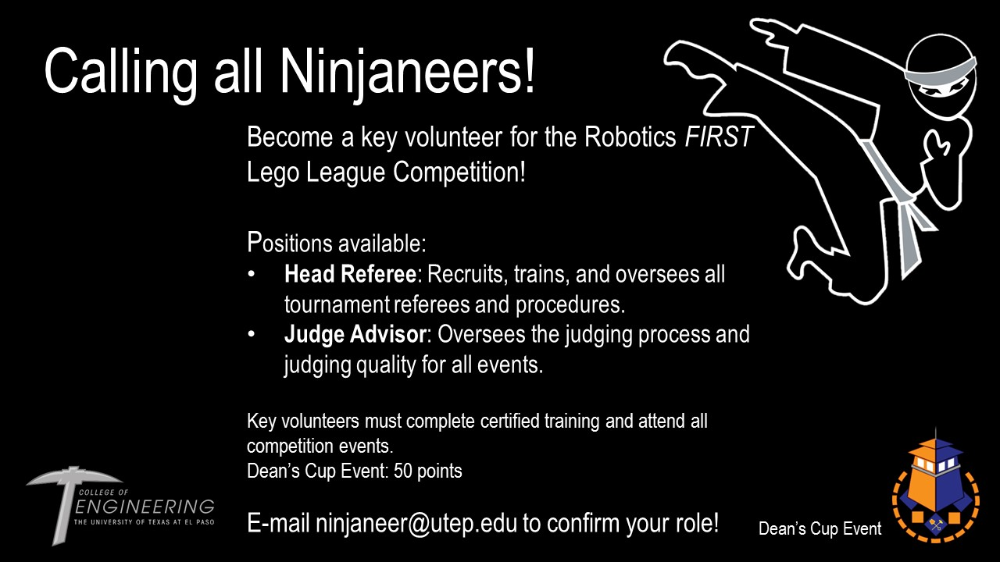 Calling all Ninjaneers!
Become a key volunteer for the Robotics FIRST
Lego League Competition!
Positions available:
• Head Referee: Recruits, trains, and oversees all
tournament referees and procedures.
• Judge Advisor: Oversees the judging process and
judging quality for all events.
Key volunteers must complete certified training and attend all
competition events.
Dean’s Cup Event: 50 points
E-mail ninjaneer@utep.edu to confirm your role!
COLLEGE OF
ENGINEERING
THE UNIVERSITY OF TEXAS AT EL PASO
Dean’s Cup Event